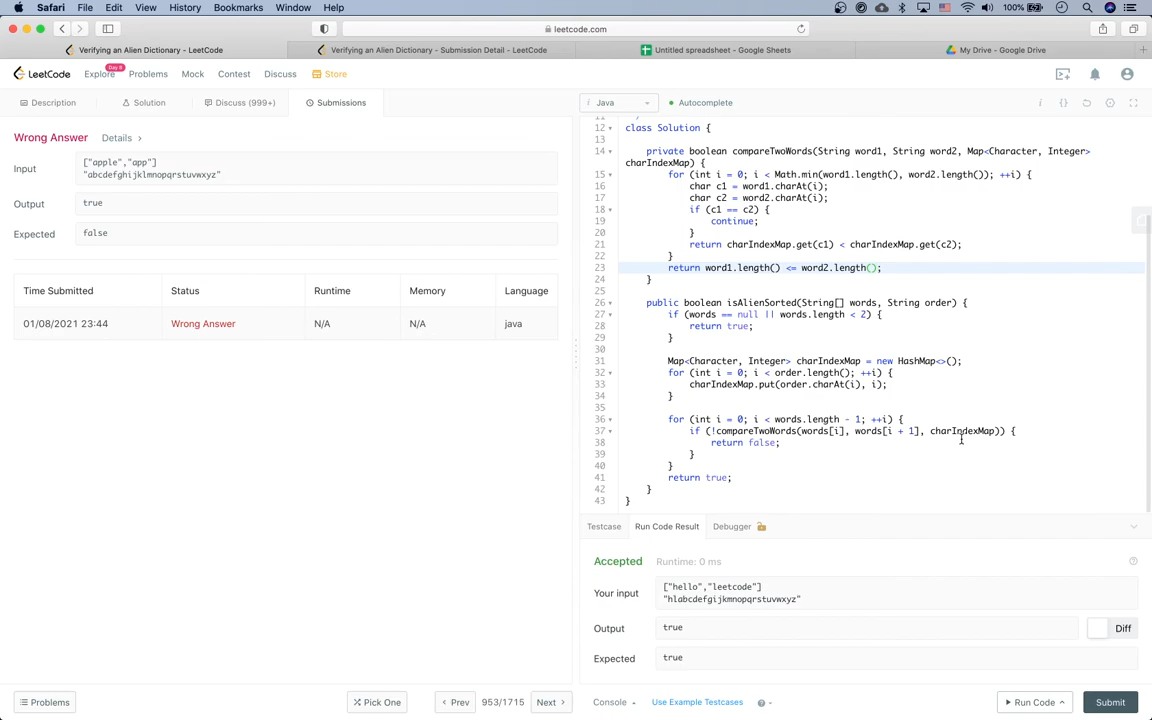 Safari File Edit View History Bookmarks Window Help 100%
leetcode.com
Verifying an Alien Dictionary - LeetCode Verifying an Alien Dictionary - Submission Detail - LeetCode Untitled spreadsheet - Google Sheets My Drive - Google Drive
LeetCode Explore Day 8 Problems Mock Contest Discuss Store
Description Solution Discuss (999+) Submissions
Wrong Answer Details
Input
["apple","app"]
"abcdefghijklmnopqrstuvwxyz"
Output true
Expected false
Time Submitted Status Runtime Memory Language
01/08/2021 23:44 Wrong Answer N/A N/A java
Problems Pick One Prev 953/1715 Next
i Java Autocomplete
12 class Solution {
13
14 private boolean compareTwoWords(String word1, String word2, Map<Character, Integer>
charIndexMap) {
15 for (int i = 0; i < Math.min(word1.length(), word2.length()); ++i) {
16 char c1 = word1.charAt(i);
17 char c2 = word2.charAt(i);
18 if (c1 == c2) {
19 continue;
20 }
21 return charIndexMap.get(c1) < charIndexMap.get(c2);
22 }
23 return word1.length() <= word2.length();
24 }
25
26 public boolean isAlienSorted(String[] words, String order) {
27 if (words == null || words.length < 2) {
28 return true;
29 }
30
31 Map<Character, Integer> charIndexMap = new HashMap<>();
32 for (int i = 0; i < order.length(); ++i) {
33 charIndexMap.put(order.charAt(i), i);
34 }
35
36 for (int i = 0; i < words.length - 1; ++i) {
37 if (!compareTwoWords(words[i], words[i + 1], charIndexMap)) {
38 return false;
39 }
40 }
41 return true;
42 }
43 }
Testcase Run Code Result Debugger
Accepted Runtime: 0 ms
Your input
["hello","leetcode"]
"hlabcdefgijkmnopqrstuvwxyz"
Output true Diff
Expected true
Console Use Example Testcases Run Code Submit